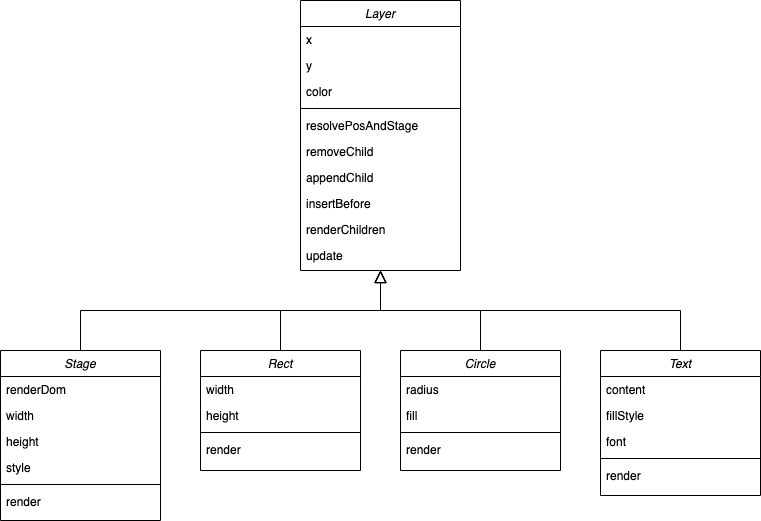 Layer
x
y
color
resolvePosAndStage
removeChild
appendChild
insertBefore
renderChildren
update
Stage
renderDom
width
height
style
render
Rect
width
height
render
Circle
radius
fill
render
Text
content
fillStyle
font
render